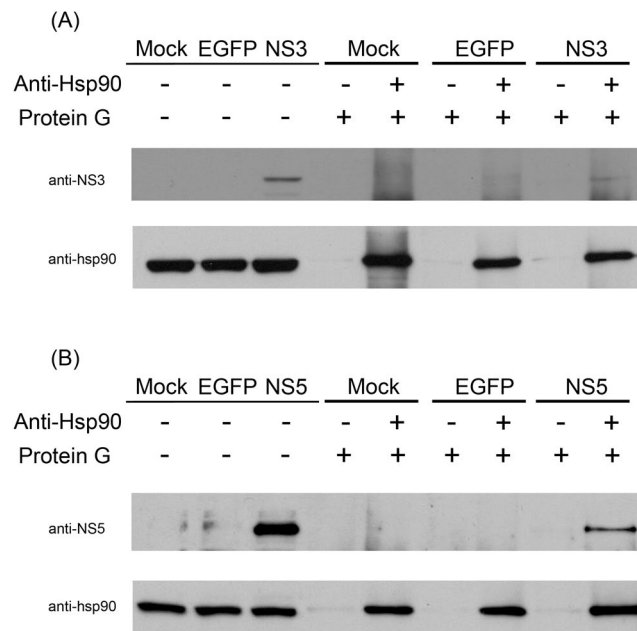 (A)
Mock EGFP NS3 Mock EGFP NS3
Anti-Hsp90 - - - - + - + - +
Protein G - - - + + + + + +
anti-NS3
anti-hsp90
(B)
Mock EGFP NS5 Mock EGFP NS5
Anti-Hsp90 - - - - + - + - +
Protein G - - - + + + + + +
anti-NS5
anti-hsp90